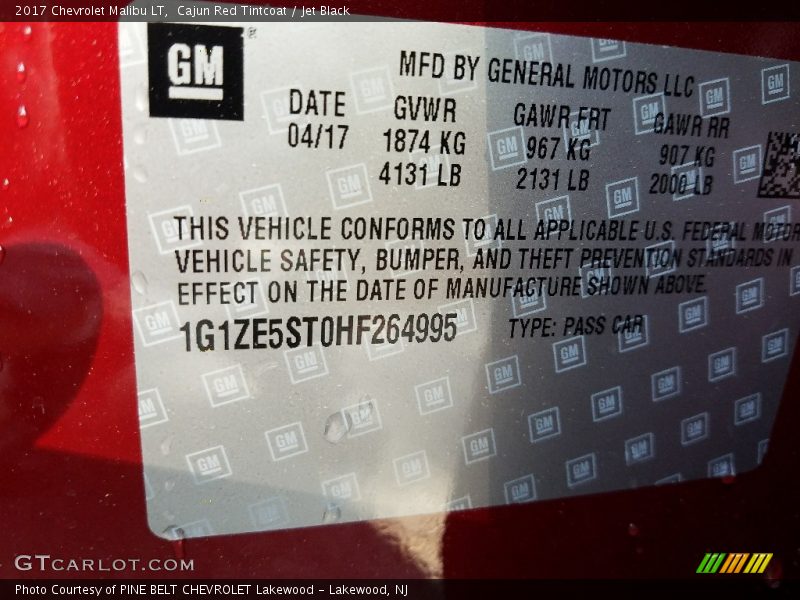 2017 Chevrolet Malibu LT, Cajun Red Tintcoat / Jet Black
GM
MFD BY GENERAL MOTORS LLC
DATE GVWR GAWR FRT GAWR RR
04/17 1874 KG 967 KG 907 KG
4131 LB 2131 LB 2000 LB
THIS VEHICLE CONFORMS TO ALL APPLICABLE U.S. FEDERAL MOTOR
VEHICLE SAFETY, BUMPER, AND THEFT PREVENTION STANDARDS IN
EFFECT ON THE DATE OF MANUFACTURE SHOWN ABOVE.
1G1ZE5ST0HF264995 TYPE: PASS CAR
GTCARLOT.COM
Photo Courtesy of PINE BELT CHEVROLET Lakewood - Lakewood, NJ